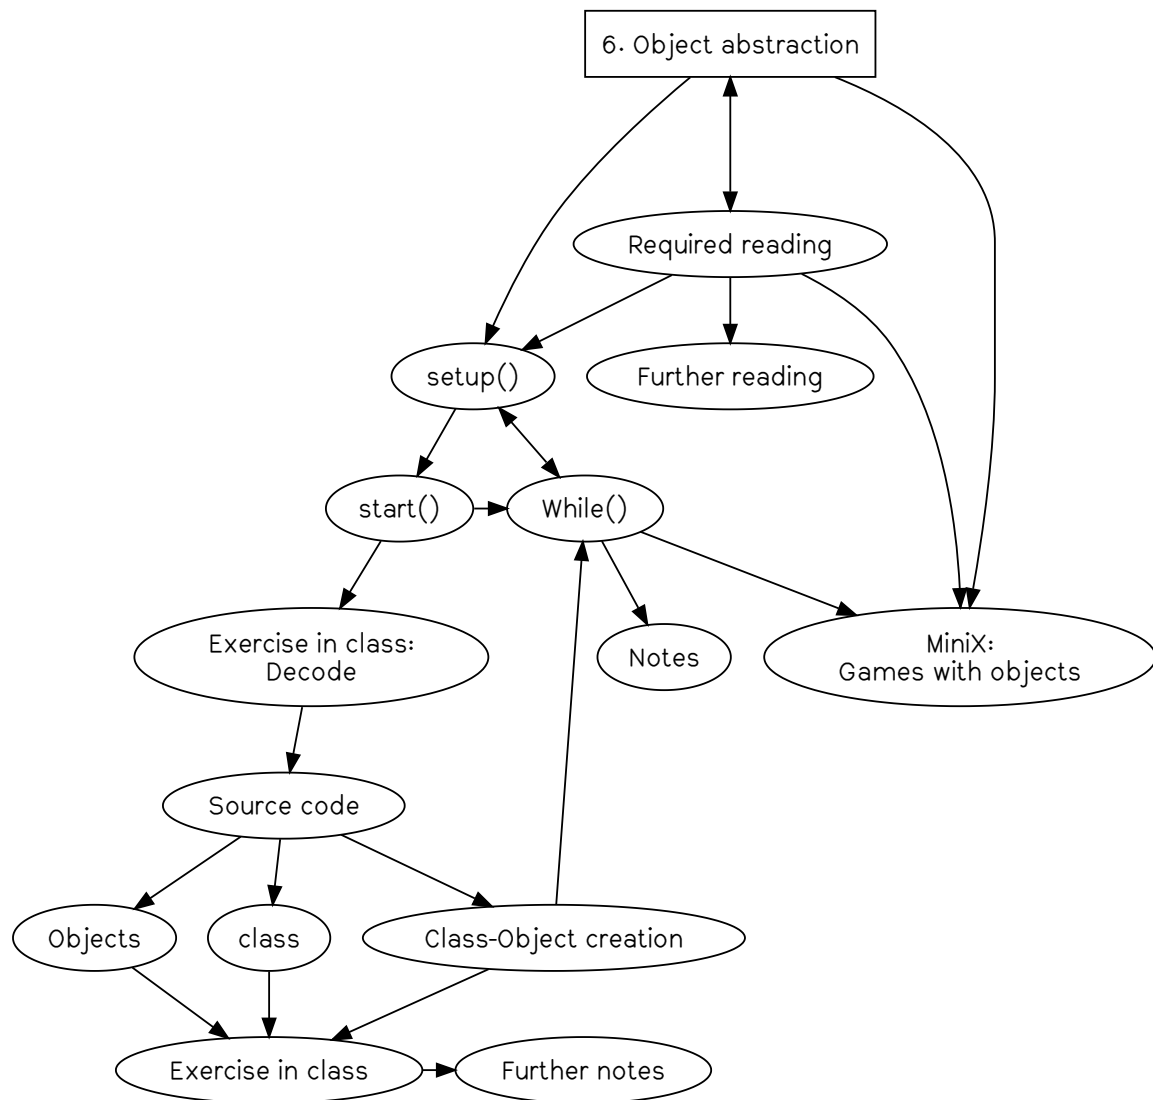 6. Object abstraction
Required reading
setup()
Further reading
start()
While()
Exercise in class:
Decode
Notes
MiniX:
Games with objects
Source code
Objects
class
Class-Object creation
Exercise in class
Further notes